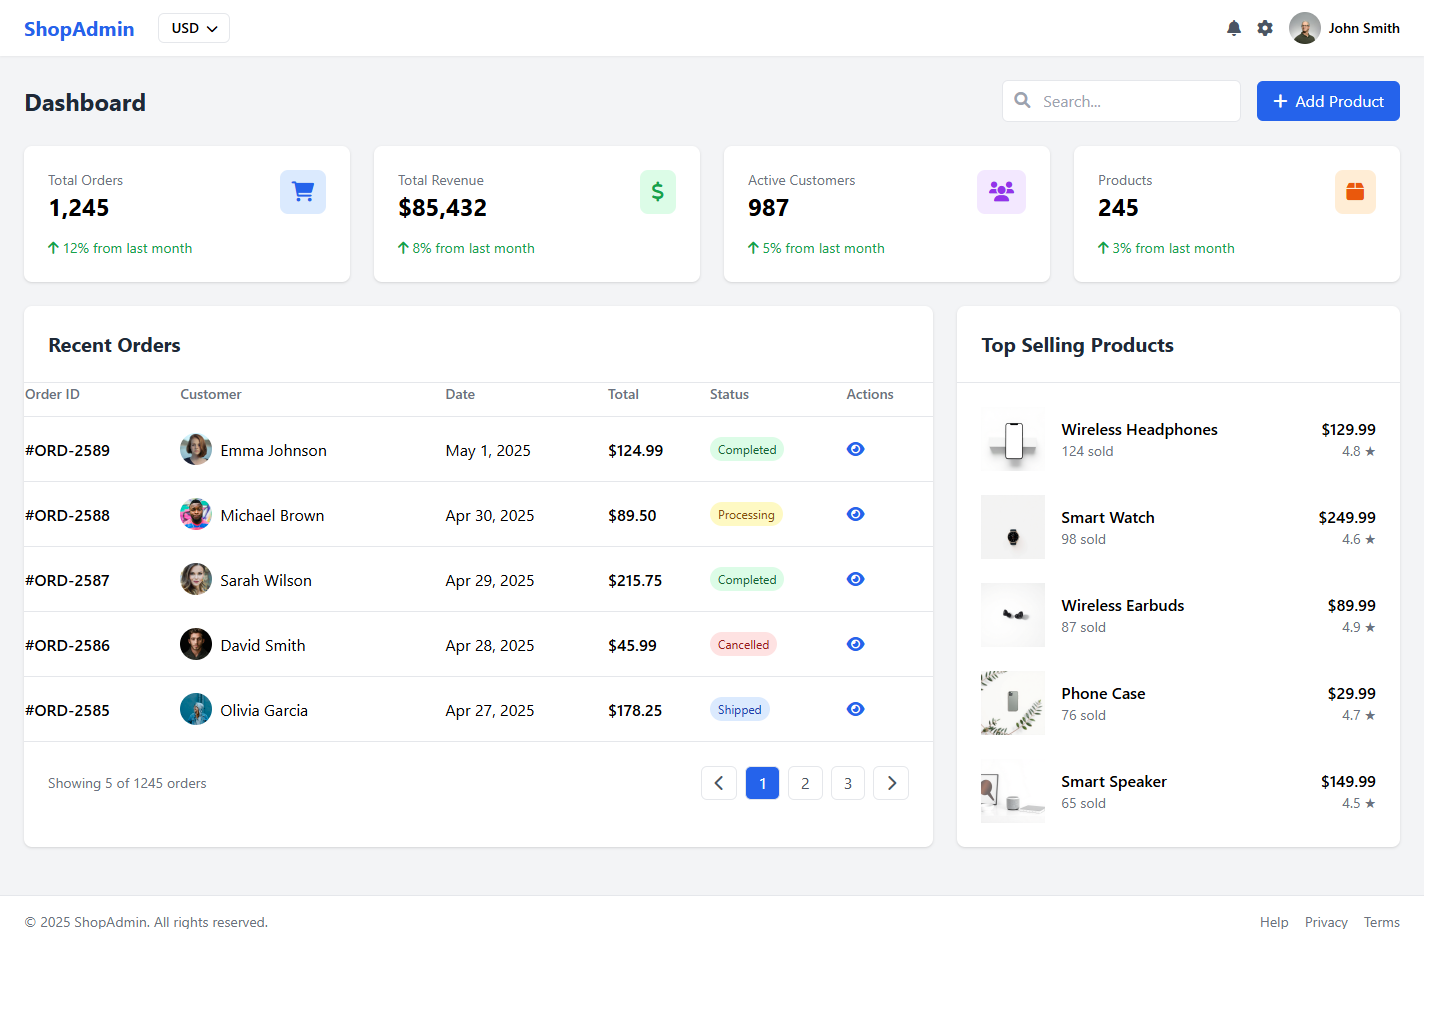 ShopAdmin USD John Smith
Dashboard Search... Add Product
Total Orders
1,245
12% from last month
Total Revenue
$85,432
8% from last month
Active Customers
987
5% from last month
Products
245
3% from last month
Recent Orders
Order ID Customer Date Total Status Actions
#ORD-2589 Emma Johnson May 1, 2025 $124.99 Completed
#ORD-2588 Michael Brown Apr 30, 2025 $89.50 Processing
#ORD-2587 Sarah Wilson Apr 29, 2025 $215.75 Completed
#ORD-2586 David Smith Apr 28, 2025 $45.99 Cancelled
#ORD-2585 Olivia Garcia Apr 27, 2025 $178.25 Shipped
Showing 5 of 1245 orders 1 2 3
Top Selling Products
Wireless Headphones $129.99
124 sold 4.8 ★
Smart Watch $249.99
98 sold 4.6 ★
Wireless Earbuds $89.99
87 sold 4.9 ★
Phone Case $29.99
76 sold 4.7 ★
Smart Speaker $149.99
65 sold 4.5 ★
© 2025 ShopAdmin. All rights reserved. Help Privacy Terms